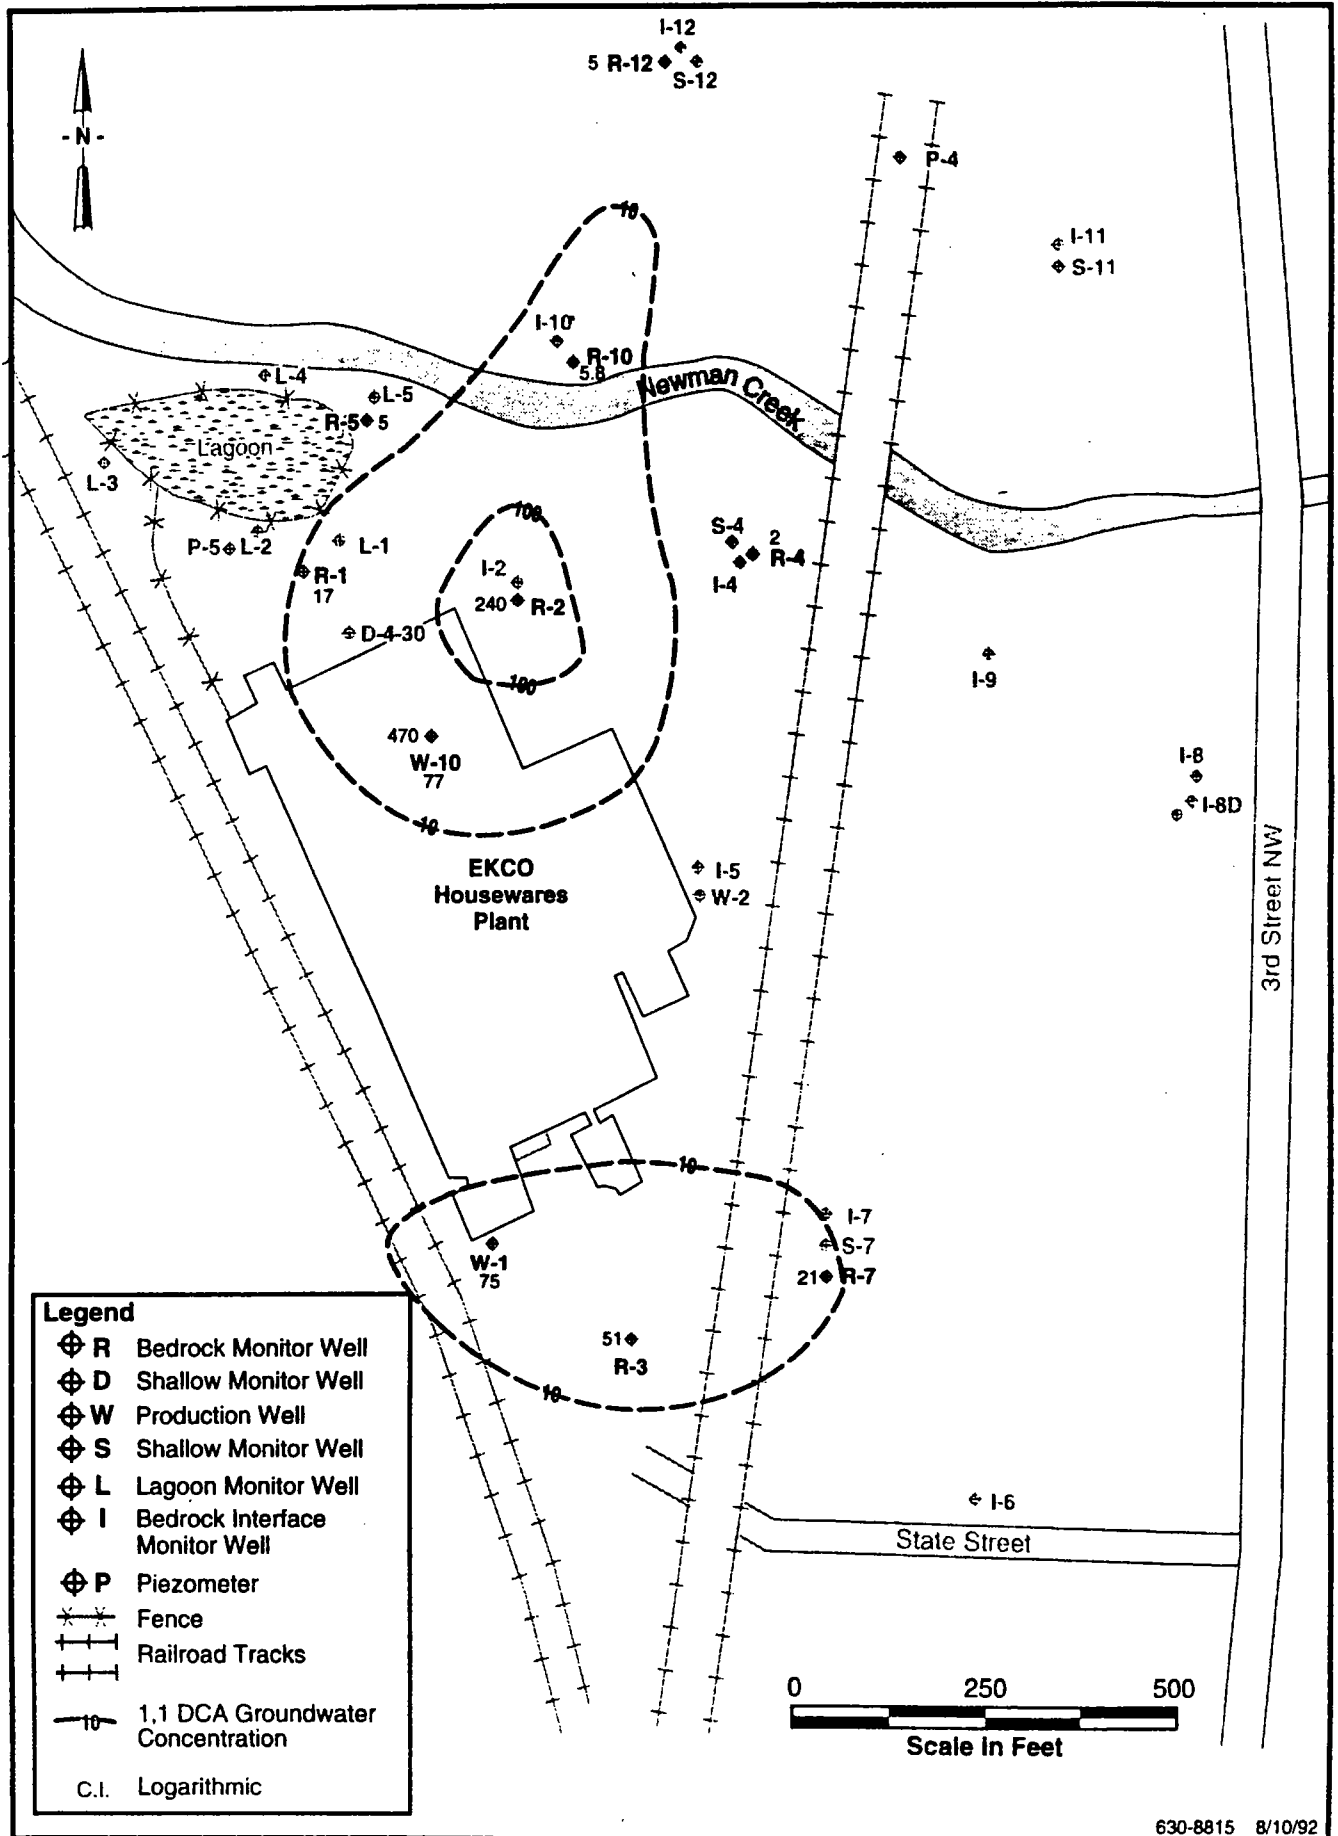 I-12
5 R-12
S-12
- N -
P-4
10
I-11
S-11
I-10
R-10
5.8
Newman Creek
L-4
L-5
R-5 5
Lagoon
L-3
100
S-4
2
R-4
I-4
P-5 L-2
L-1
I-2
R-1
17
240 R-2
D-4-30
100
I-9
470
W-10
77
I-8
I-8D
10
EKCO
Housewares
Plant
I-5
W-2
3rd Street NW
10
I-7
S-7
21 R-7
W-1
75
51
R-3
10
I-6
State Street
Legend
R Bedrock Monitor Well
D Shallow Monitor Well
W Production Well
S Shallow Monitor Well
L Lagoon Monitor Well
I Bedrock Interface
Monitor Well
P Piezometer
Fence
Railroad Tracks
10 1,1 DCA Groundwater
Concentration
C.I. Logarithmic
0 250 500
Scale In Feet
630-8815 8/10/92